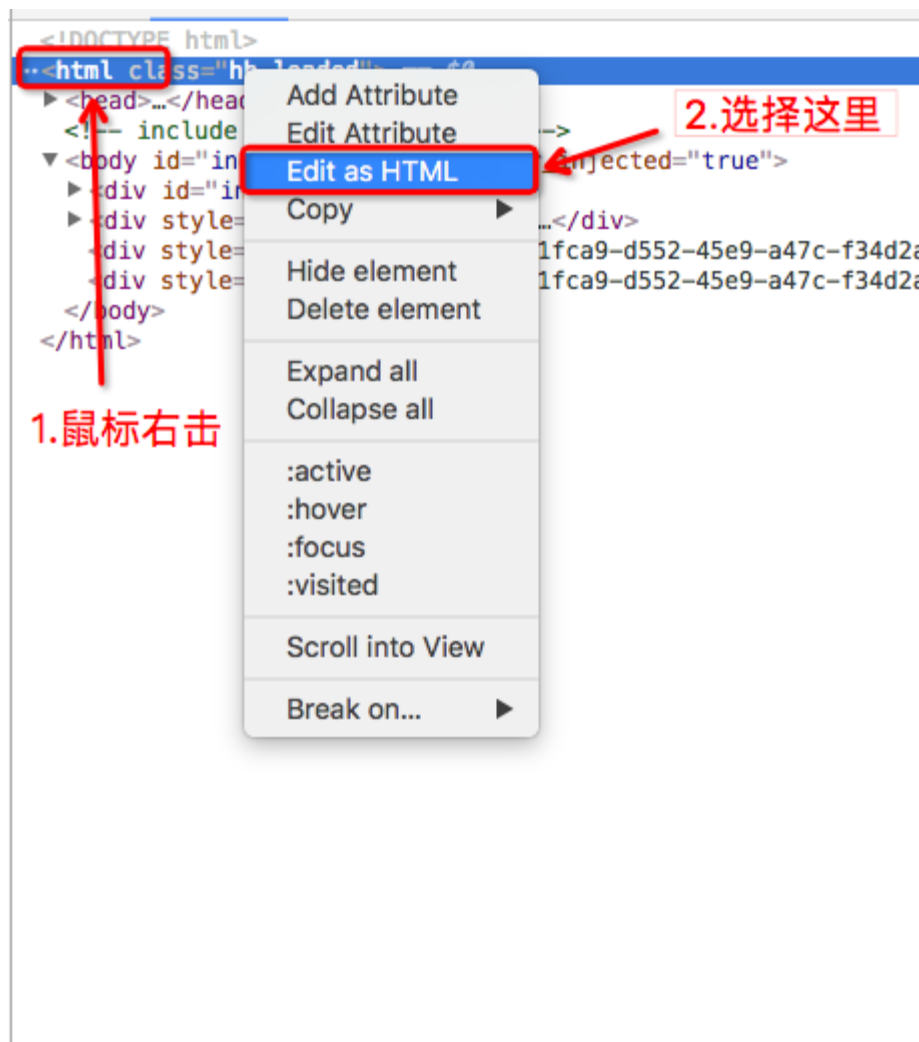 <!DOCTYPE html>
<html class="hb-loaded"> == $0
<head>…</head>
<!-- include -->
<body id="in injected="true">
<div id="in
<div style= …</div>
<div style= 1fca9-d552-45e9-a47c-f34d2a
<div style= 1fca9-d552-45e9-a47c-f34d2a
</body>
</html>
1.鼠标右击
2.选择这里
Add Attribute
Edit Attribute
Edit as HTML
Copy
Hide element
Delete element
Expand all
Collapse all
:active
:hover
:focus
:visited
Scroll into View
Break on...